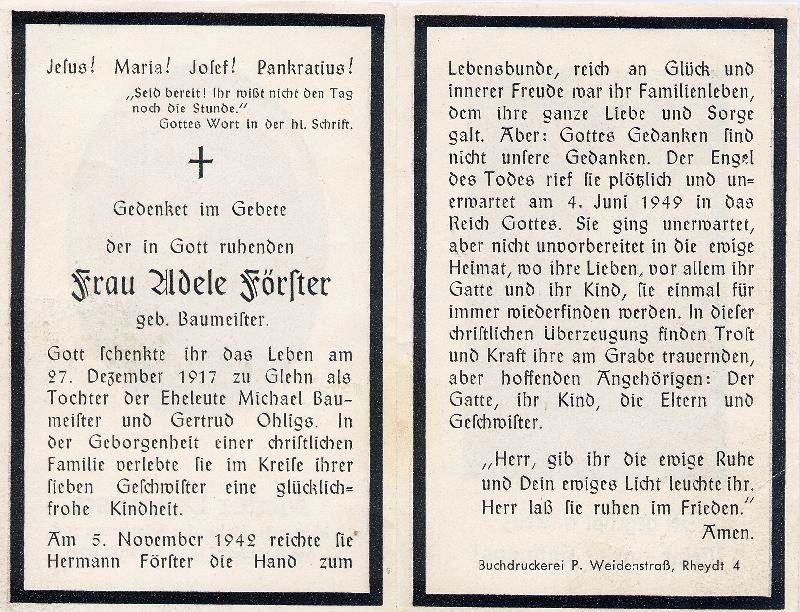 Jesus! Maria! Josef! Pankratius!
„Seid bereit! Ihr wißt nicht den Tag
noch die Stunde.“
Gottes Wort in der hl. Schrift.
Gedenket im Gebete
der in Gott ruhenden
Frau Adele Förster
geb. Baumeister.
Gott schenkte ihr das Leben am
27. Dezember 1917 zu Glehn als
Tochter der Eheleute Michael Bau-
meister und Gertrud Ohligs. In
der Geborgenheit einer christlichen
Familie verlebte sie im Kreise ihrer
sieben Geschwister eine glücklich-
frohe Kindheit.
Am 5. November 1942 reichte sie
Hermann Förster die Hand zum
Lebensbunde, reich an Glück und
innerer Freude war ihr Familienleben,
dem ihre ganze Liebe und Sorge
galt. Aber: Gottes Gedanken sind
nicht unsere Gedanken. Der Engel
des Todes rief sie plötzlich und un-
erwartet am 4. Juni 1949 in das
Reich Gottes. Sie ging unerwartet,
aber nicht unvorbereitet in die ewige
Heimat, wo ihre Lieben, vor allem ihr
Gatte und ihr Kind, sie einmal für
immer wiederfinden werden. In dieser
christlichen Überzeugung finden Trost
und Kraft ihre am Grabe trauernden,
aber hoffenden Angehörigen: Der
Gatte, ihr Kind, die Eltern und
Geschwister.
„Herr, gib ihr die ewige Ruhe
und Dein ewiges Licht leuchte ihr.
Herr laß sie ruhen im Frieden.“
Amen.
Buchdruckerei P. Weidenstraß, Rheydt 4